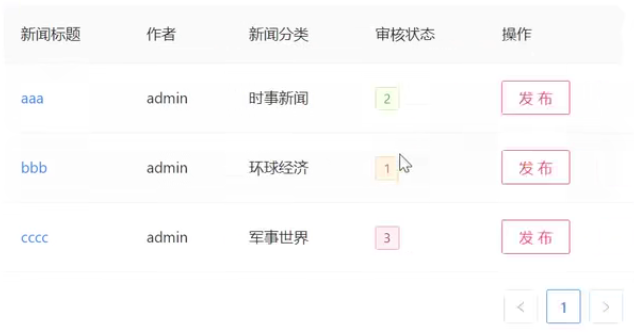 新闻标题 作者 新闻分类 审核状态 操作
aaa admin 时事新闻 2 发 布
bbb admin 环球经济 1 发 布
cccc admin 军事世界 3 发 布
< 1 >